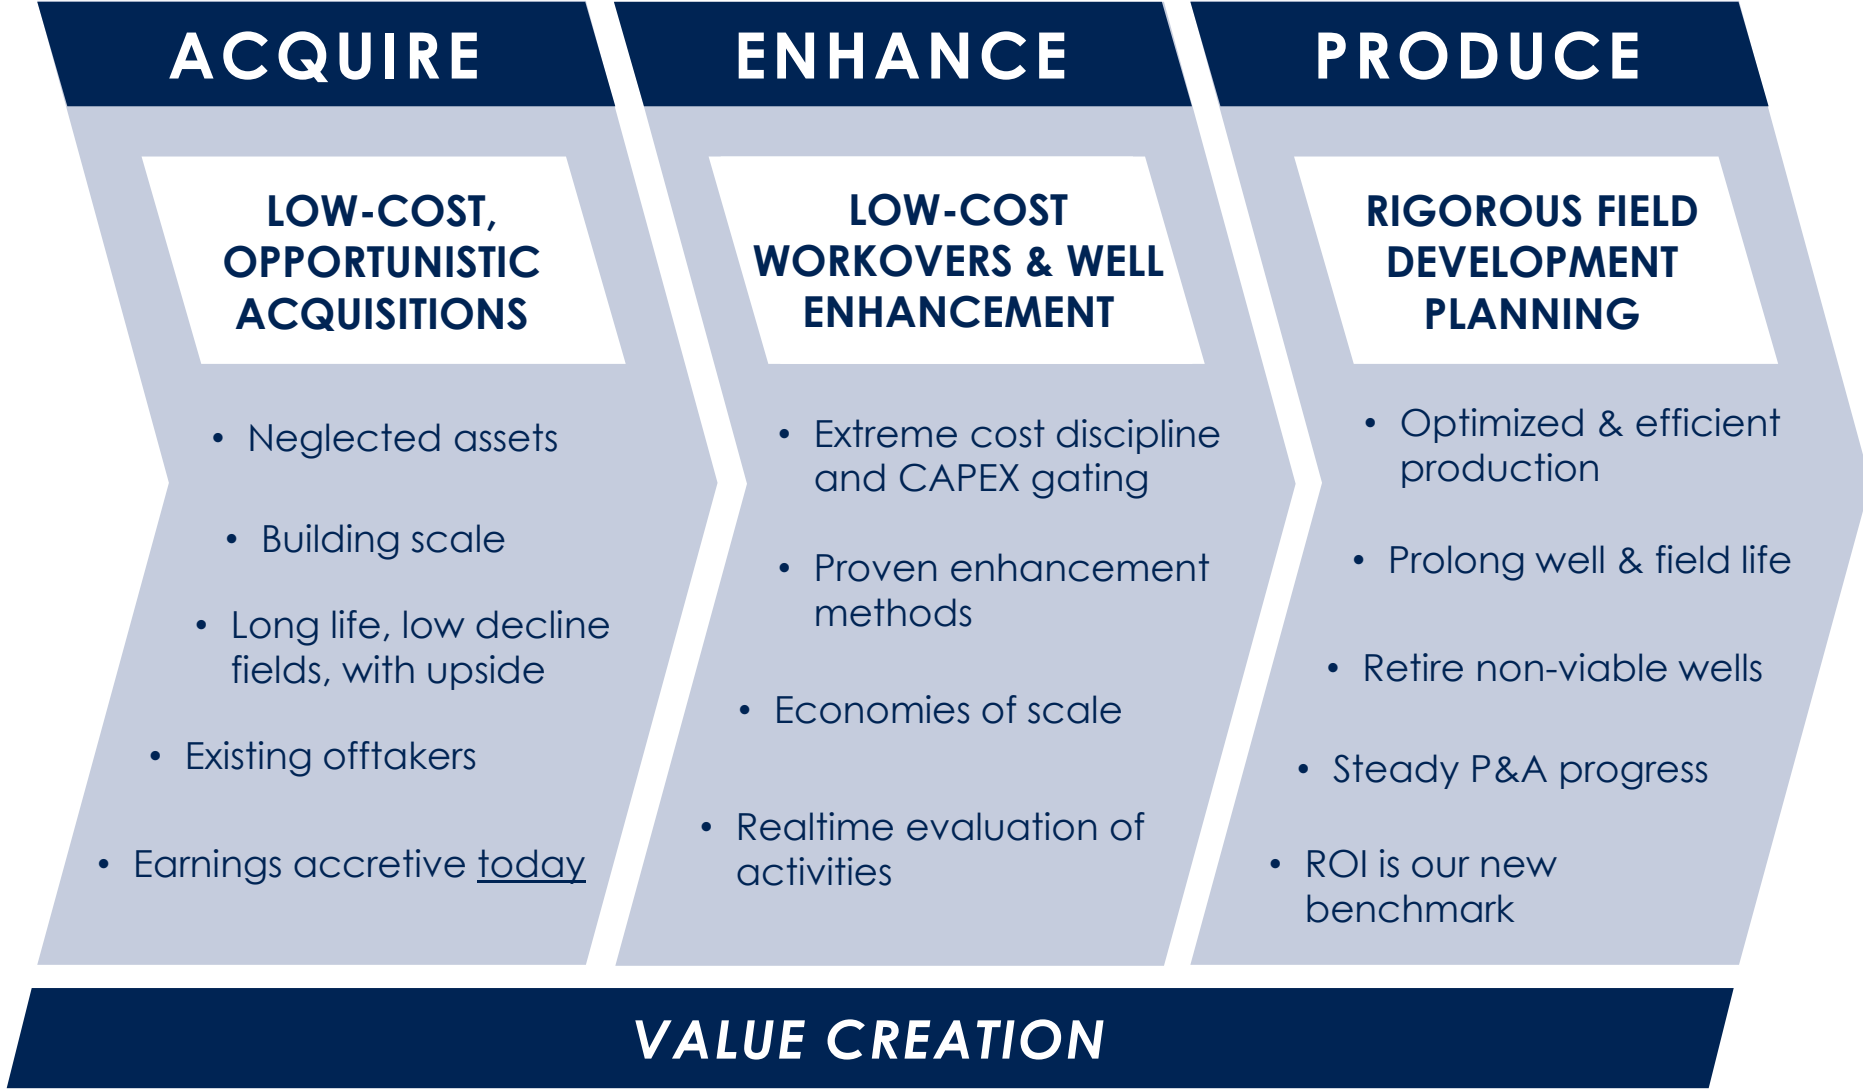 ACQUIRE
LOW-COST,
OPPORTUNISTIC
ACQUISITIONS
• Neglected assets
• Building scale
• Long life, low decline
fields, with upside
• Existing offtakers
• Earnings accretive today
ENHANCE
LOW-COST
WORKOVERS & WELL
ENHANCEMENT
• Extreme cost discipline
and CAPEX gating
• Proven enhancement
methods
• Economies of scale
• Realtime evaluation of
activities
PRODUCE
RIGOROUS FIELD
DEVELOPMENT
PLANNING
• Optimized & efficient
production
• Prolong well & field life
• Retire non-viable wells
• Steady P&A progress
• ROI is our new
benchmark
VALUE CREATION